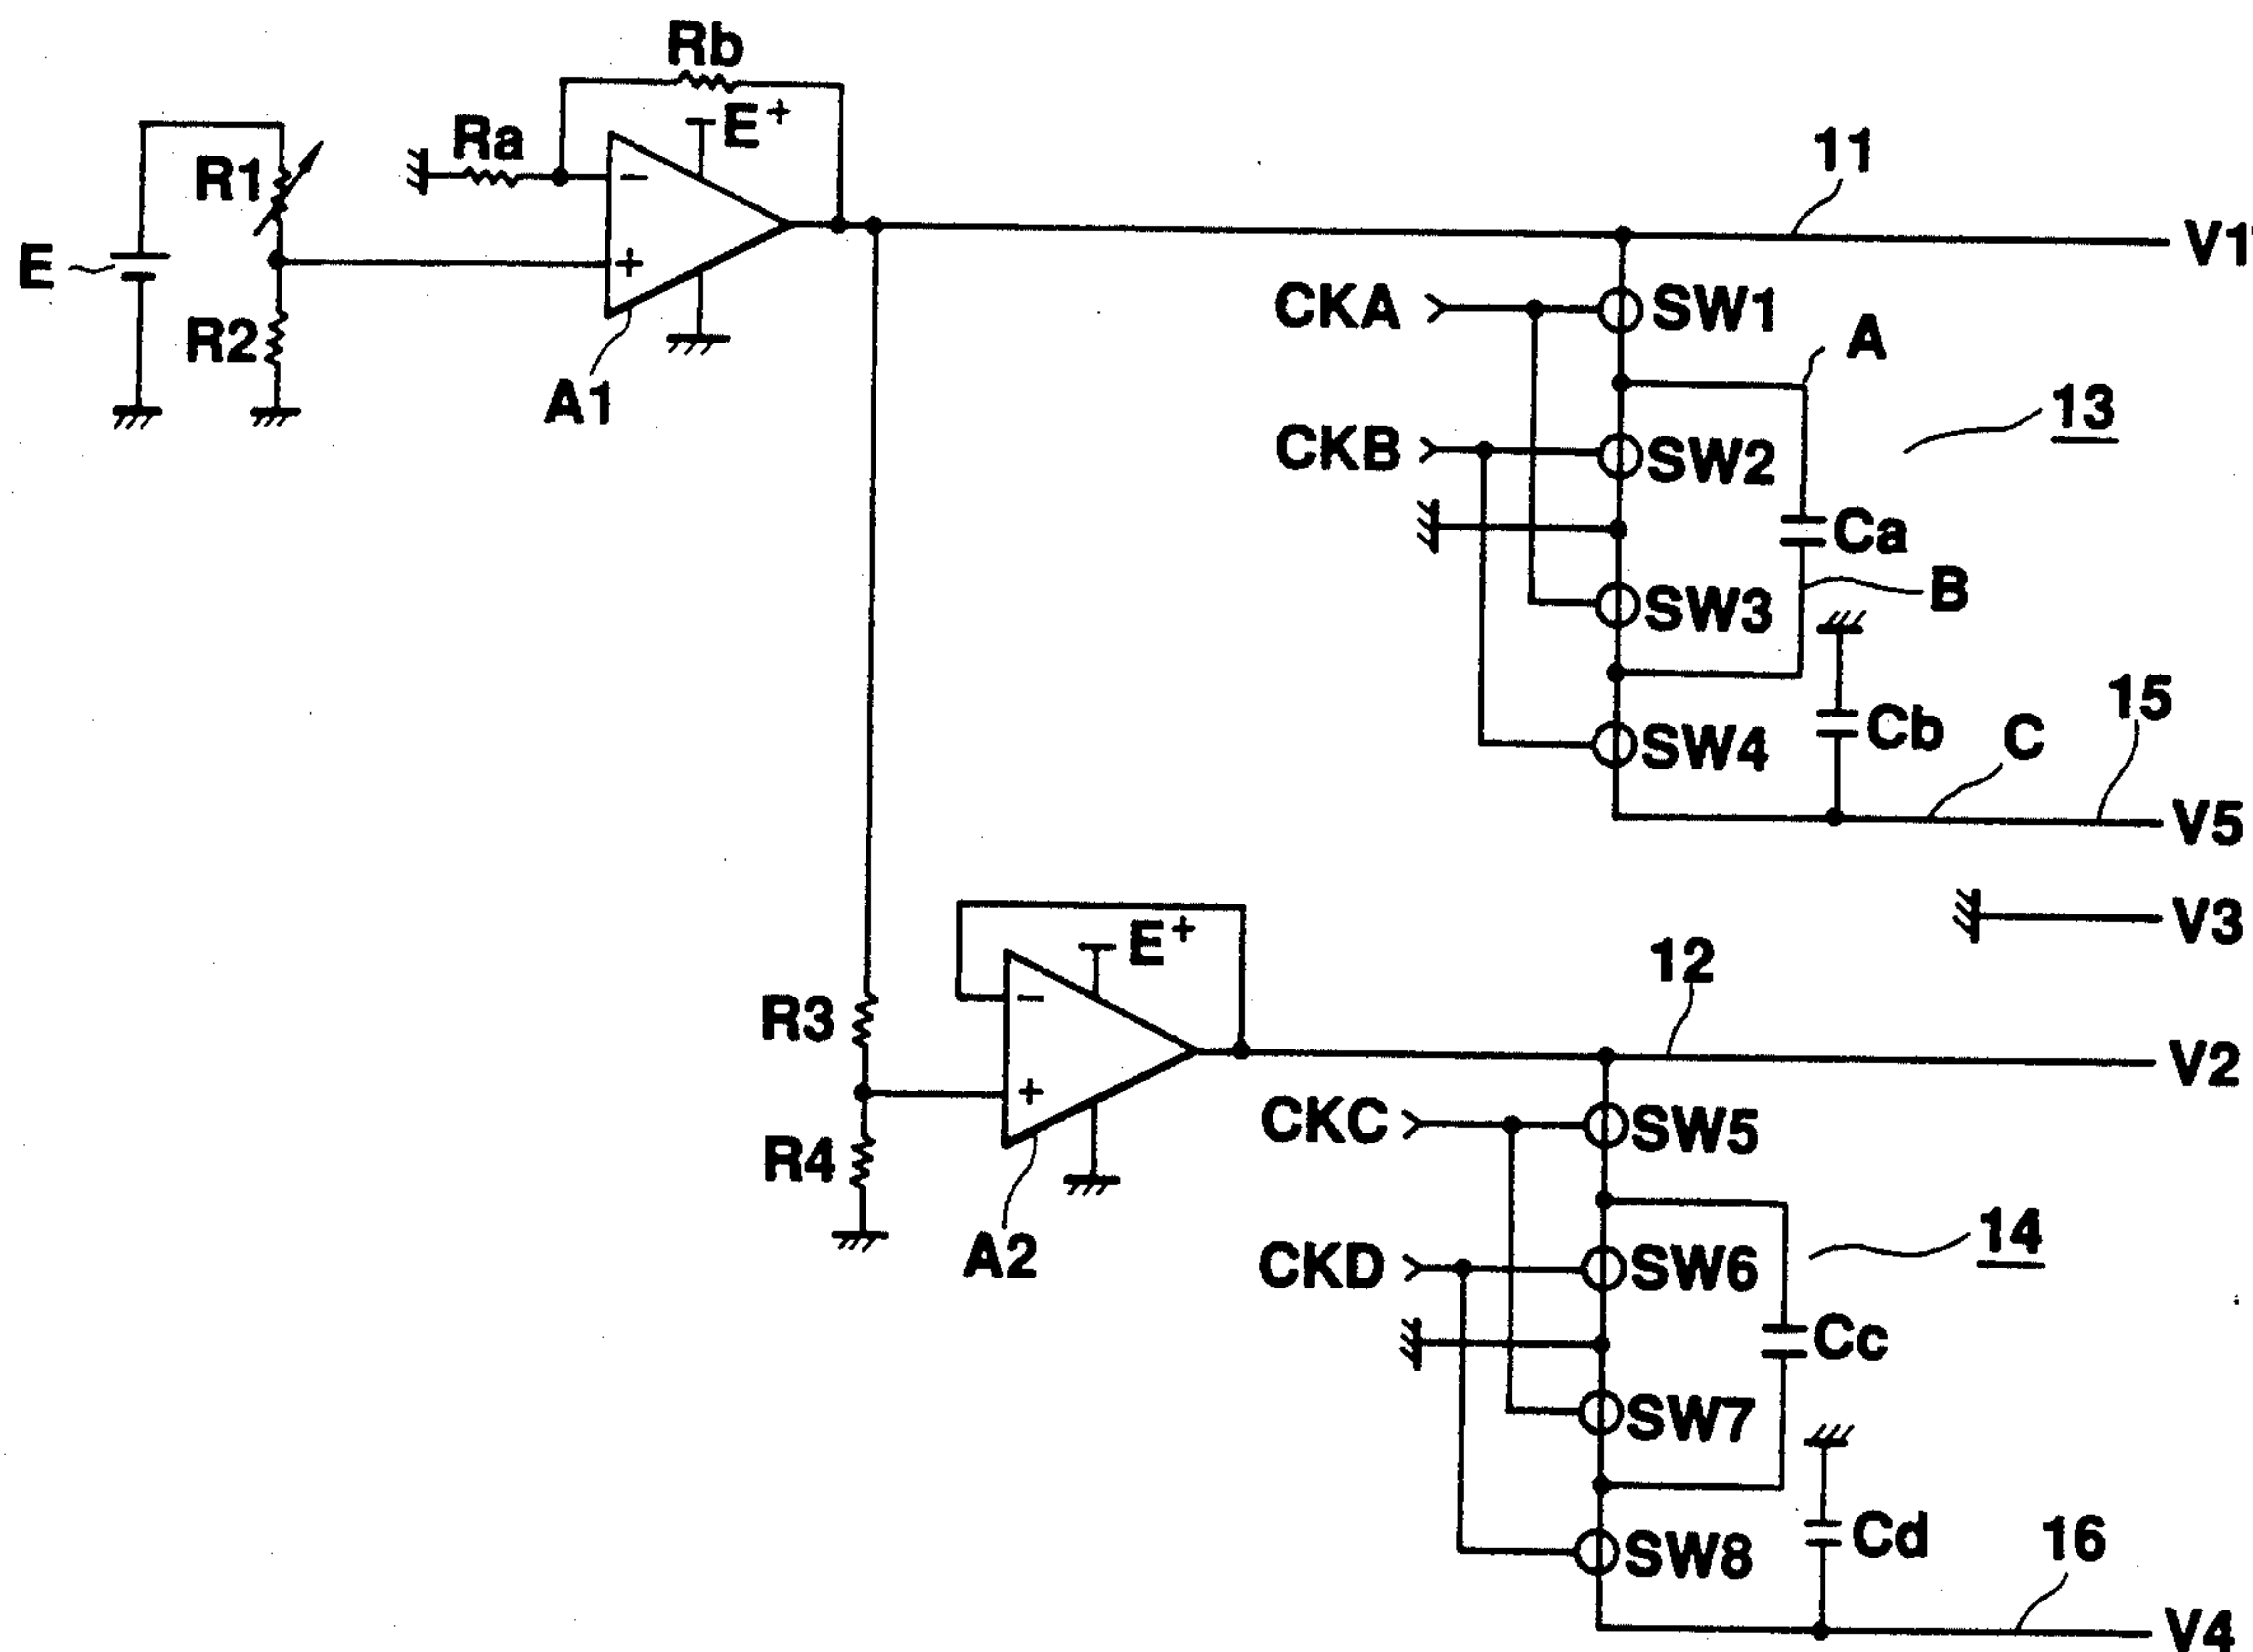 Rb
E+
Ra
R1
E
R2
A1
11
V1
CKA
SW1
A
13
CKB
SW2
Ca
SW3
B
SW4
Cb
C
15
V5
V3
E+
12
R3
V2
CKC
SW5
R4
A2
14
CKD
SW6
Cc
SW7
Cd
SW8
16
V4
-
+
-
+